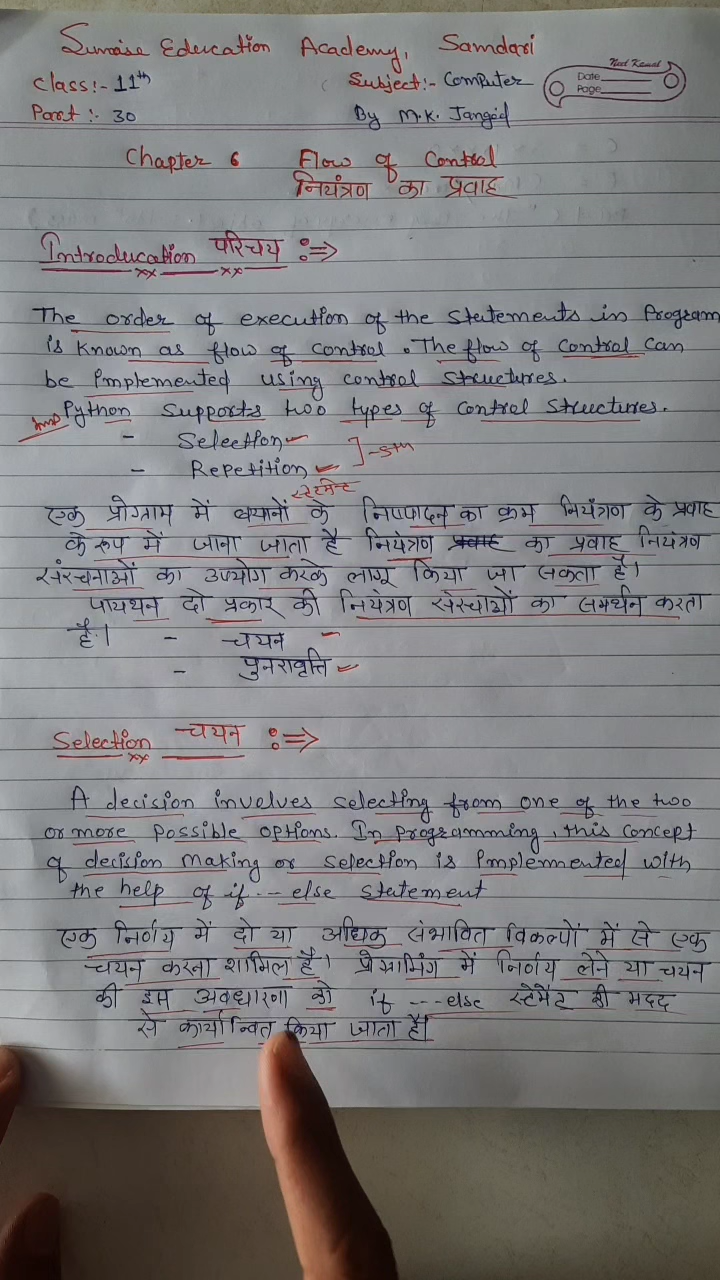 Sunrise Education Academy, Samdari
Class:- 11th Subject:- Computer
Neel Kamal
Date
Page
Part :- 30 By M.K. Jangid
Chapter 6 Flow of Control
नियंत्रण का प्रवाह
Introducation परिचय :⇒
The order of execution of the statements in Program
is known as flow of control. The flow of control can
be Implemented using control structures.
Imp Python supports two types of control structures.
- Selection
- Repetition
स्टेटमेन्ट
एक प्रोग्राम में बयानों के निष्पादन का क्रम नियंत्रण के प्रवाह
के रूप में जाना जाता है नियंत्रण प्रवाह का प्रवाह नियंत्रण
संरचनाओं का उपयोग करके लागू किया जा सकता है।
पायथन दो प्रकार की नियंत्रण संरचाओं का समर्थन करता
है। - चयन
- पुनरावृत्ति
Selection चयन :⇒
A decision involves selecting from one of the two
or more possible options. In programming, this concept
of decision making or selection is Implemented with
the help of if --- else statement
एक निर्णय में दो या अधिक संभावित विकल्पों में से एक
चयन करना शामिल है। प्रोग्रामिंग में निर्णय लेने या चयन
की इस अवधारणा को if ---else स्टेमेंट की मदद
से कार्यान्वित किया जाता है।